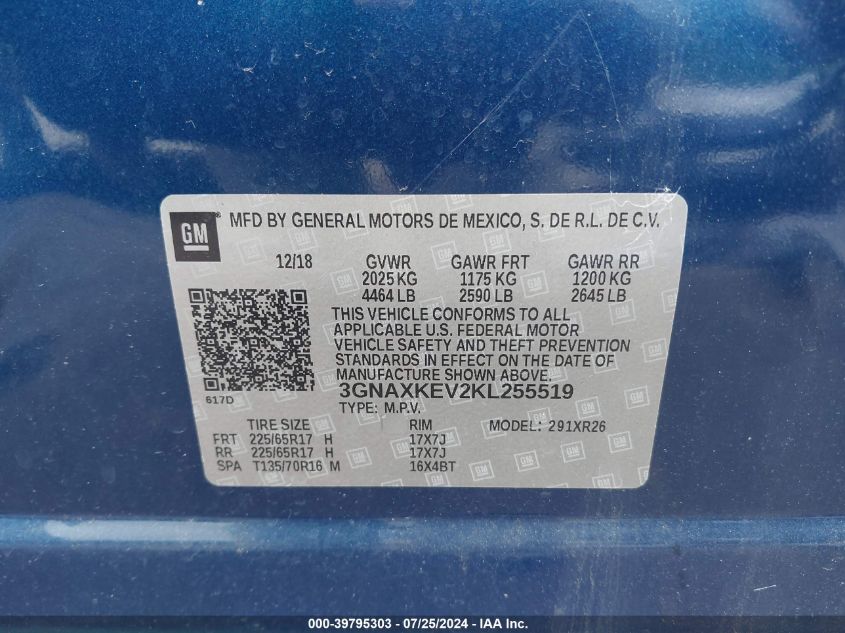 GM
MFD BY GENERAL MOTORS DE MEXICO, S. DE R.L. DE C.V.
12/18 GVWR GAWR FRT GAWR RR
2025 KG 1175 KG 1200 KG
4464 LB 2590 LB 2645 LB
THIS VEHICLE CONFORMS TO ALL
APPLICABLE U.S. FEDERAL MOTOR
VEHICLE SAFETY AND THEFT PREVENTION
STANDARDS IN EFFECT ON THE DATE OF
MANUFACTURE SHOWN ABOVE.
617D 3GNAXKEV2KL255519
TYPE: M.P.V.
TIRE SIZE RIM MODEL: 291XR26
FRT 225/65R17 H 17X7J
RR 225/65R17 H 17X7J
SPA T135/70R16 M 16X4BT
000-39795303 / 07/25/2024 - IAA Inc.